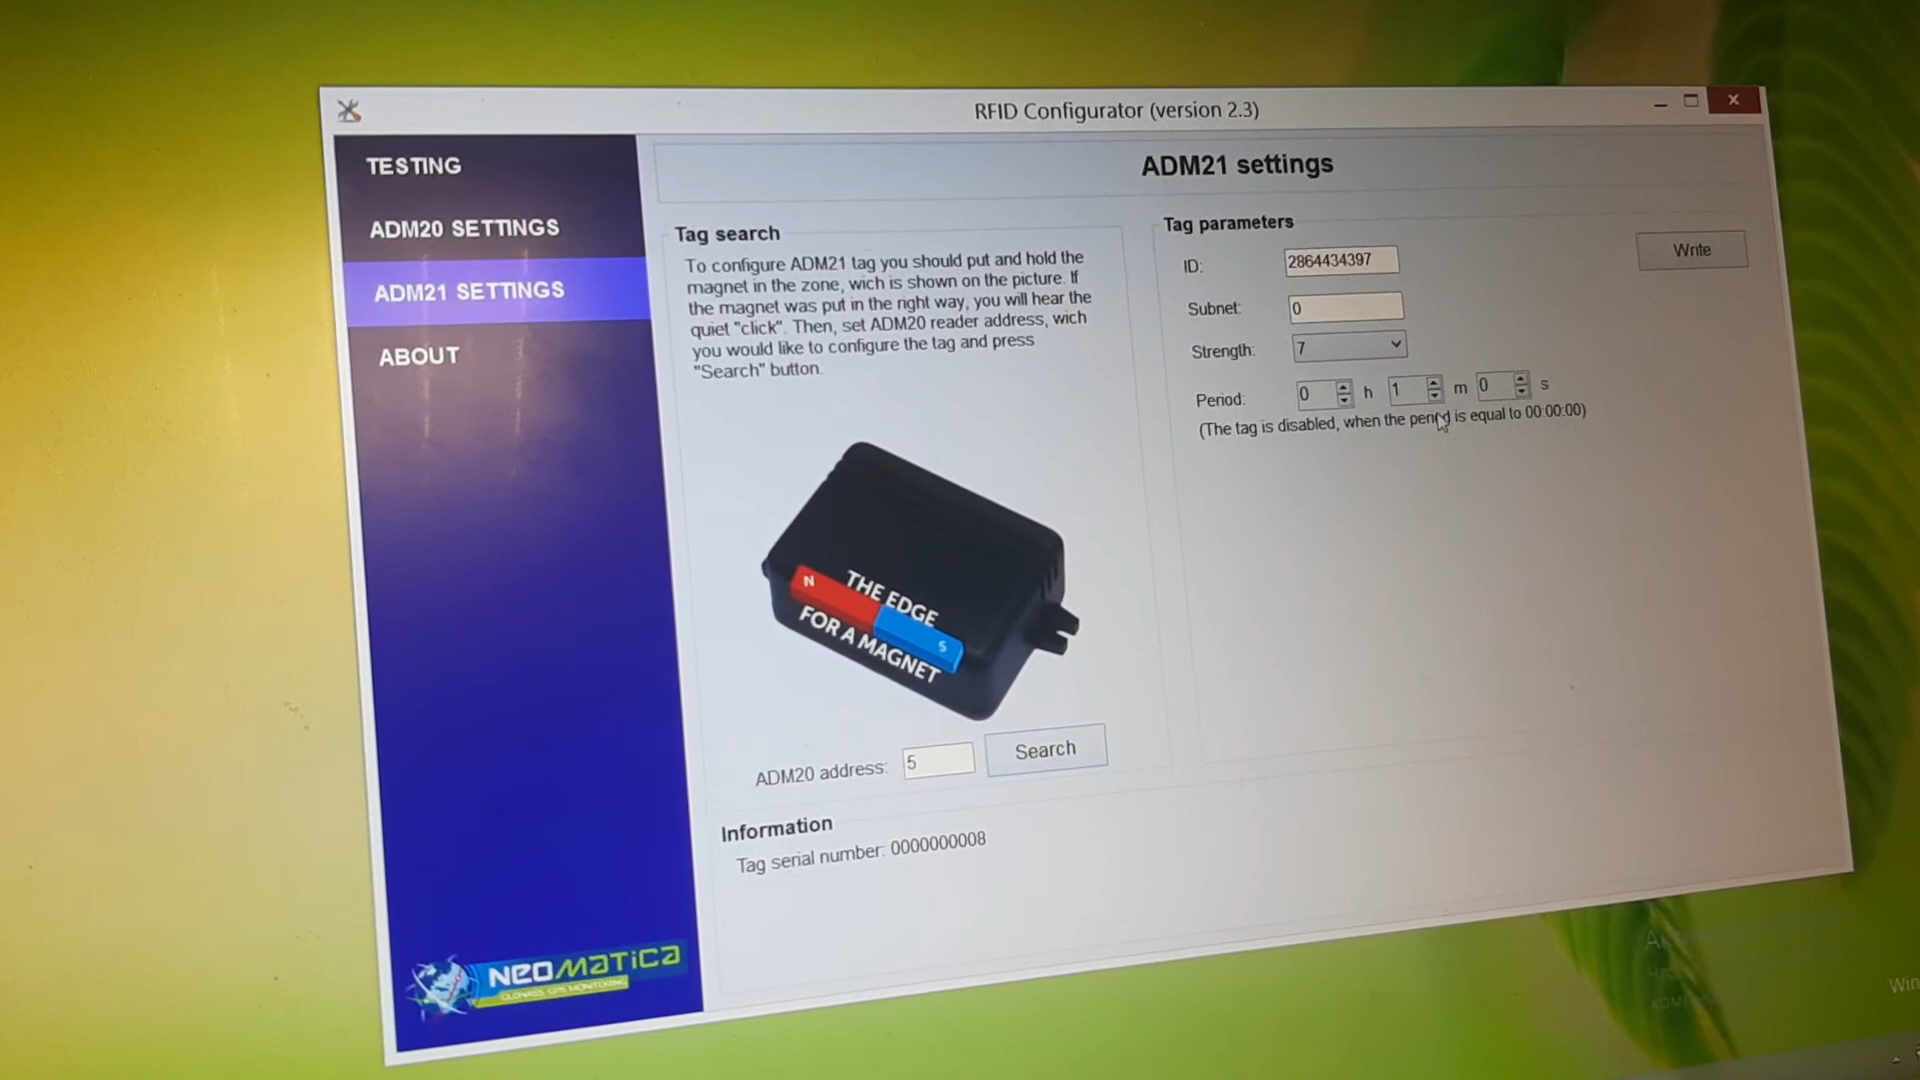 RFID Configurator (version 2.3)
TESTING
ADM20 SETTINGS
ADM21 SETTINGS
ABOUT
ADM21 settings
Tag search
To configure ADM21 tag you should put and hold the
magnet in the zone, wich is shown on the picture. If
the magnet was put in the right way, you will hear the
quiet "click". Then, set ADM20 reader address, wich
you would like to configure the tag and press
"Search" button.
N THE EDGE
FOR A MAGNET S
ADM20 address: 5 Search
Tag parameters
ID: 2864434397
Write
Subnet: 0
Strength: 7
Period: 0 h 1 m 0 s
(The tag is disabled, when the period is equal to 00:00:00)
Information
Tag serial number: 0000000008
NEOMATICA
GLONASS GPS MONITORING
Win